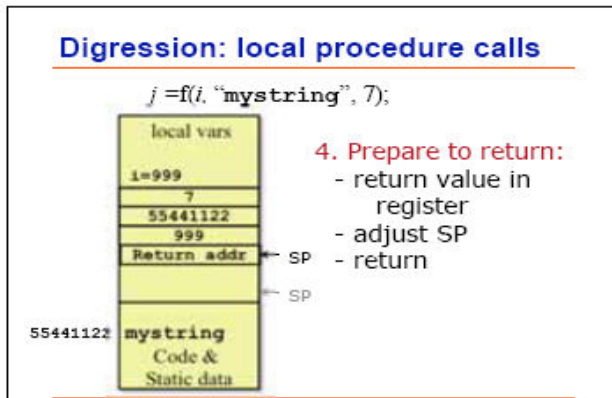 Digression: local procedure calls
j =f(i, “mystring”, 7);
local vars
i=999
7
55441122
999
Return addr
SP
SP
55441122
mystring
Code &
Static data
4. Prepare to return:
- return value in
register
- adjust SP
- return